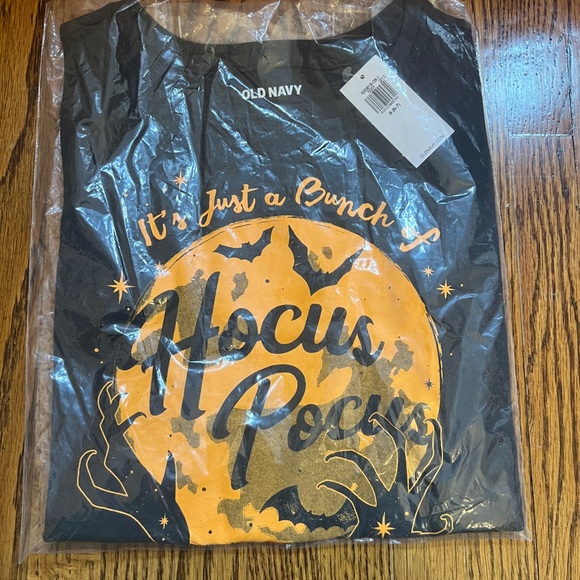 OLD NAVY
It's Just a Bunch of
Hocus
Pocus